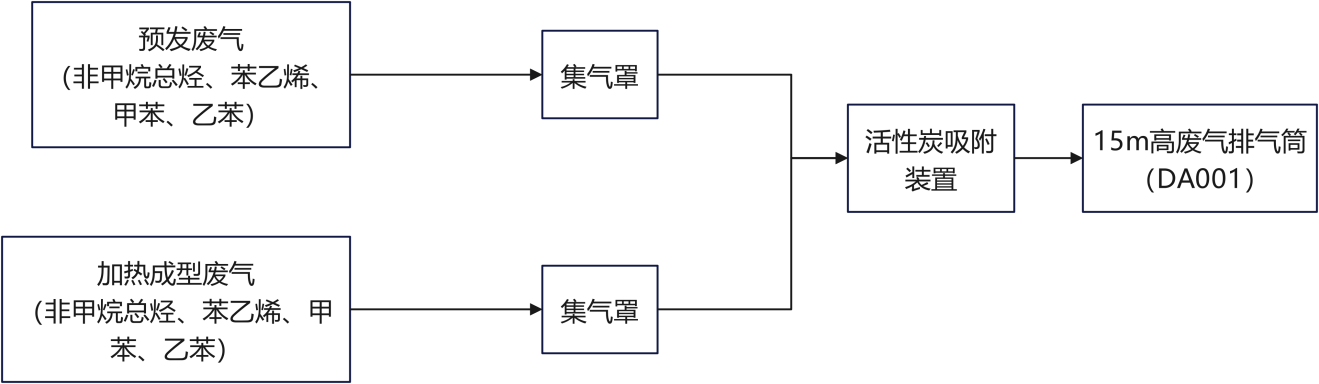 预发废气
（非甲烷总烃、苯乙烯、
甲苯、乙苯）
集气罩
活性炭吸附
装置
15m高废气排气筒
（DA001）
加热成型废气
（非甲烷总烃、苯乙烯、甲
苯、乙苯）
集气罩